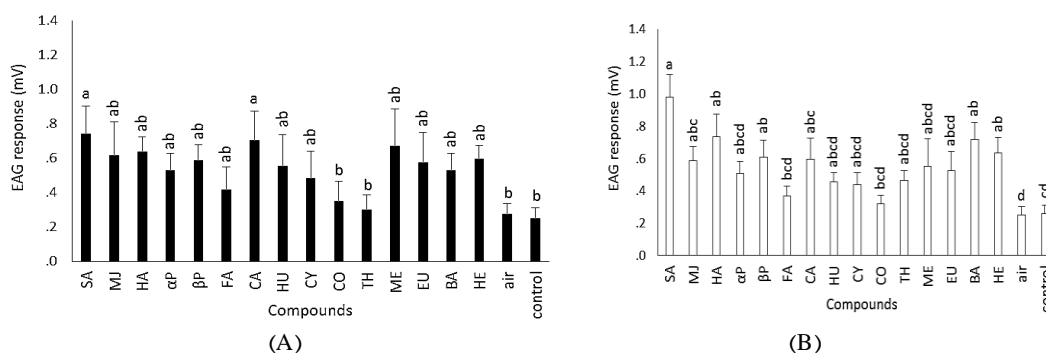 1.4
1.2
1.0
.8
.6
.4
.2
.0
EAG response (mV)
a ab ab ab ab ab a ab ab b b ab ab ab ab b b
SA MJ HA αP βP FA CA HU CY CO TH ME EU BA HE air control
Compounds
(A)
1.4
1.2
1.0
.8
.6
.4
.2
.0
EAG response (mV)
a abc ab abcd ab bcd abc abcd abcd bcd abcd abcd abcd ab ab d cd
SA MJ HA αP βP FA CA HU CY CO TH ME EU BA HE air control
Compounds
(B)